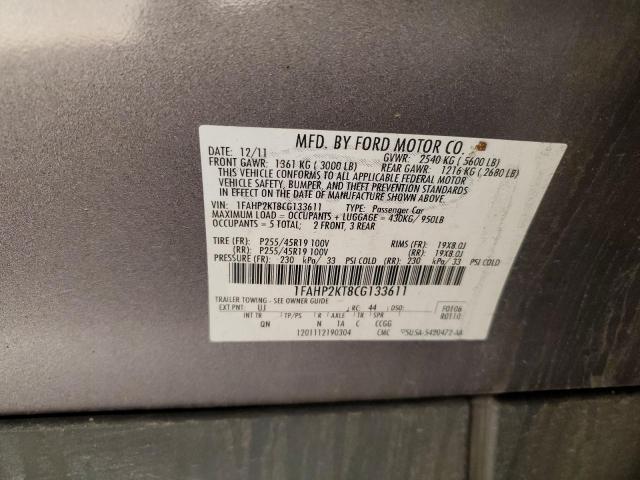 MFD. BY FORD MOTOR CO.
DATE: 12/11 GVWR: 2540 KG ( 5600 LB)
FRONT GAWR: 1361 KG ( 3000 LB) REAR GAWR: 1216 KG ( 2680 LB)
THIS VEHICLE CONFORMS TO ALL APPLICABLE FEDERAL MOTOR
VEHICLE SAFETY, BUMPER, AND THEFT PREVENTION STANDARDS
IN EFFECT ON THE DATE OF MANUFACTURE SHOWN ABOVE.
VIN: 1FAHP2KT8CG133611 TYPE: Passenger Car
MAXIMUM LOAD = OCCUPANTS + LUGGAGE = 430KG/ 950LB
OCCUPANTS = 5 TOTAL; 2 FRONT, 3 REAR
TIRE (FR): P255/45R19 100V RIMS (FR): 19X8.0J
(RR): P255/45R19 100V (RR): 19X8.0J
PRESSURE (FR): 230 kPa/ 33 PSI COLD (RR): 230 kPa/ 33 PSI COLD
1FAHP2KT8CG133611
TRAILER TOWING - SEE OWNER GUIDE
EXT PNT: UJ RC: 44 DSO: F0106
INT TR TP/PS R AXLE TR SPR R0110
QN N TA C CCGG
1201112190304 CMC